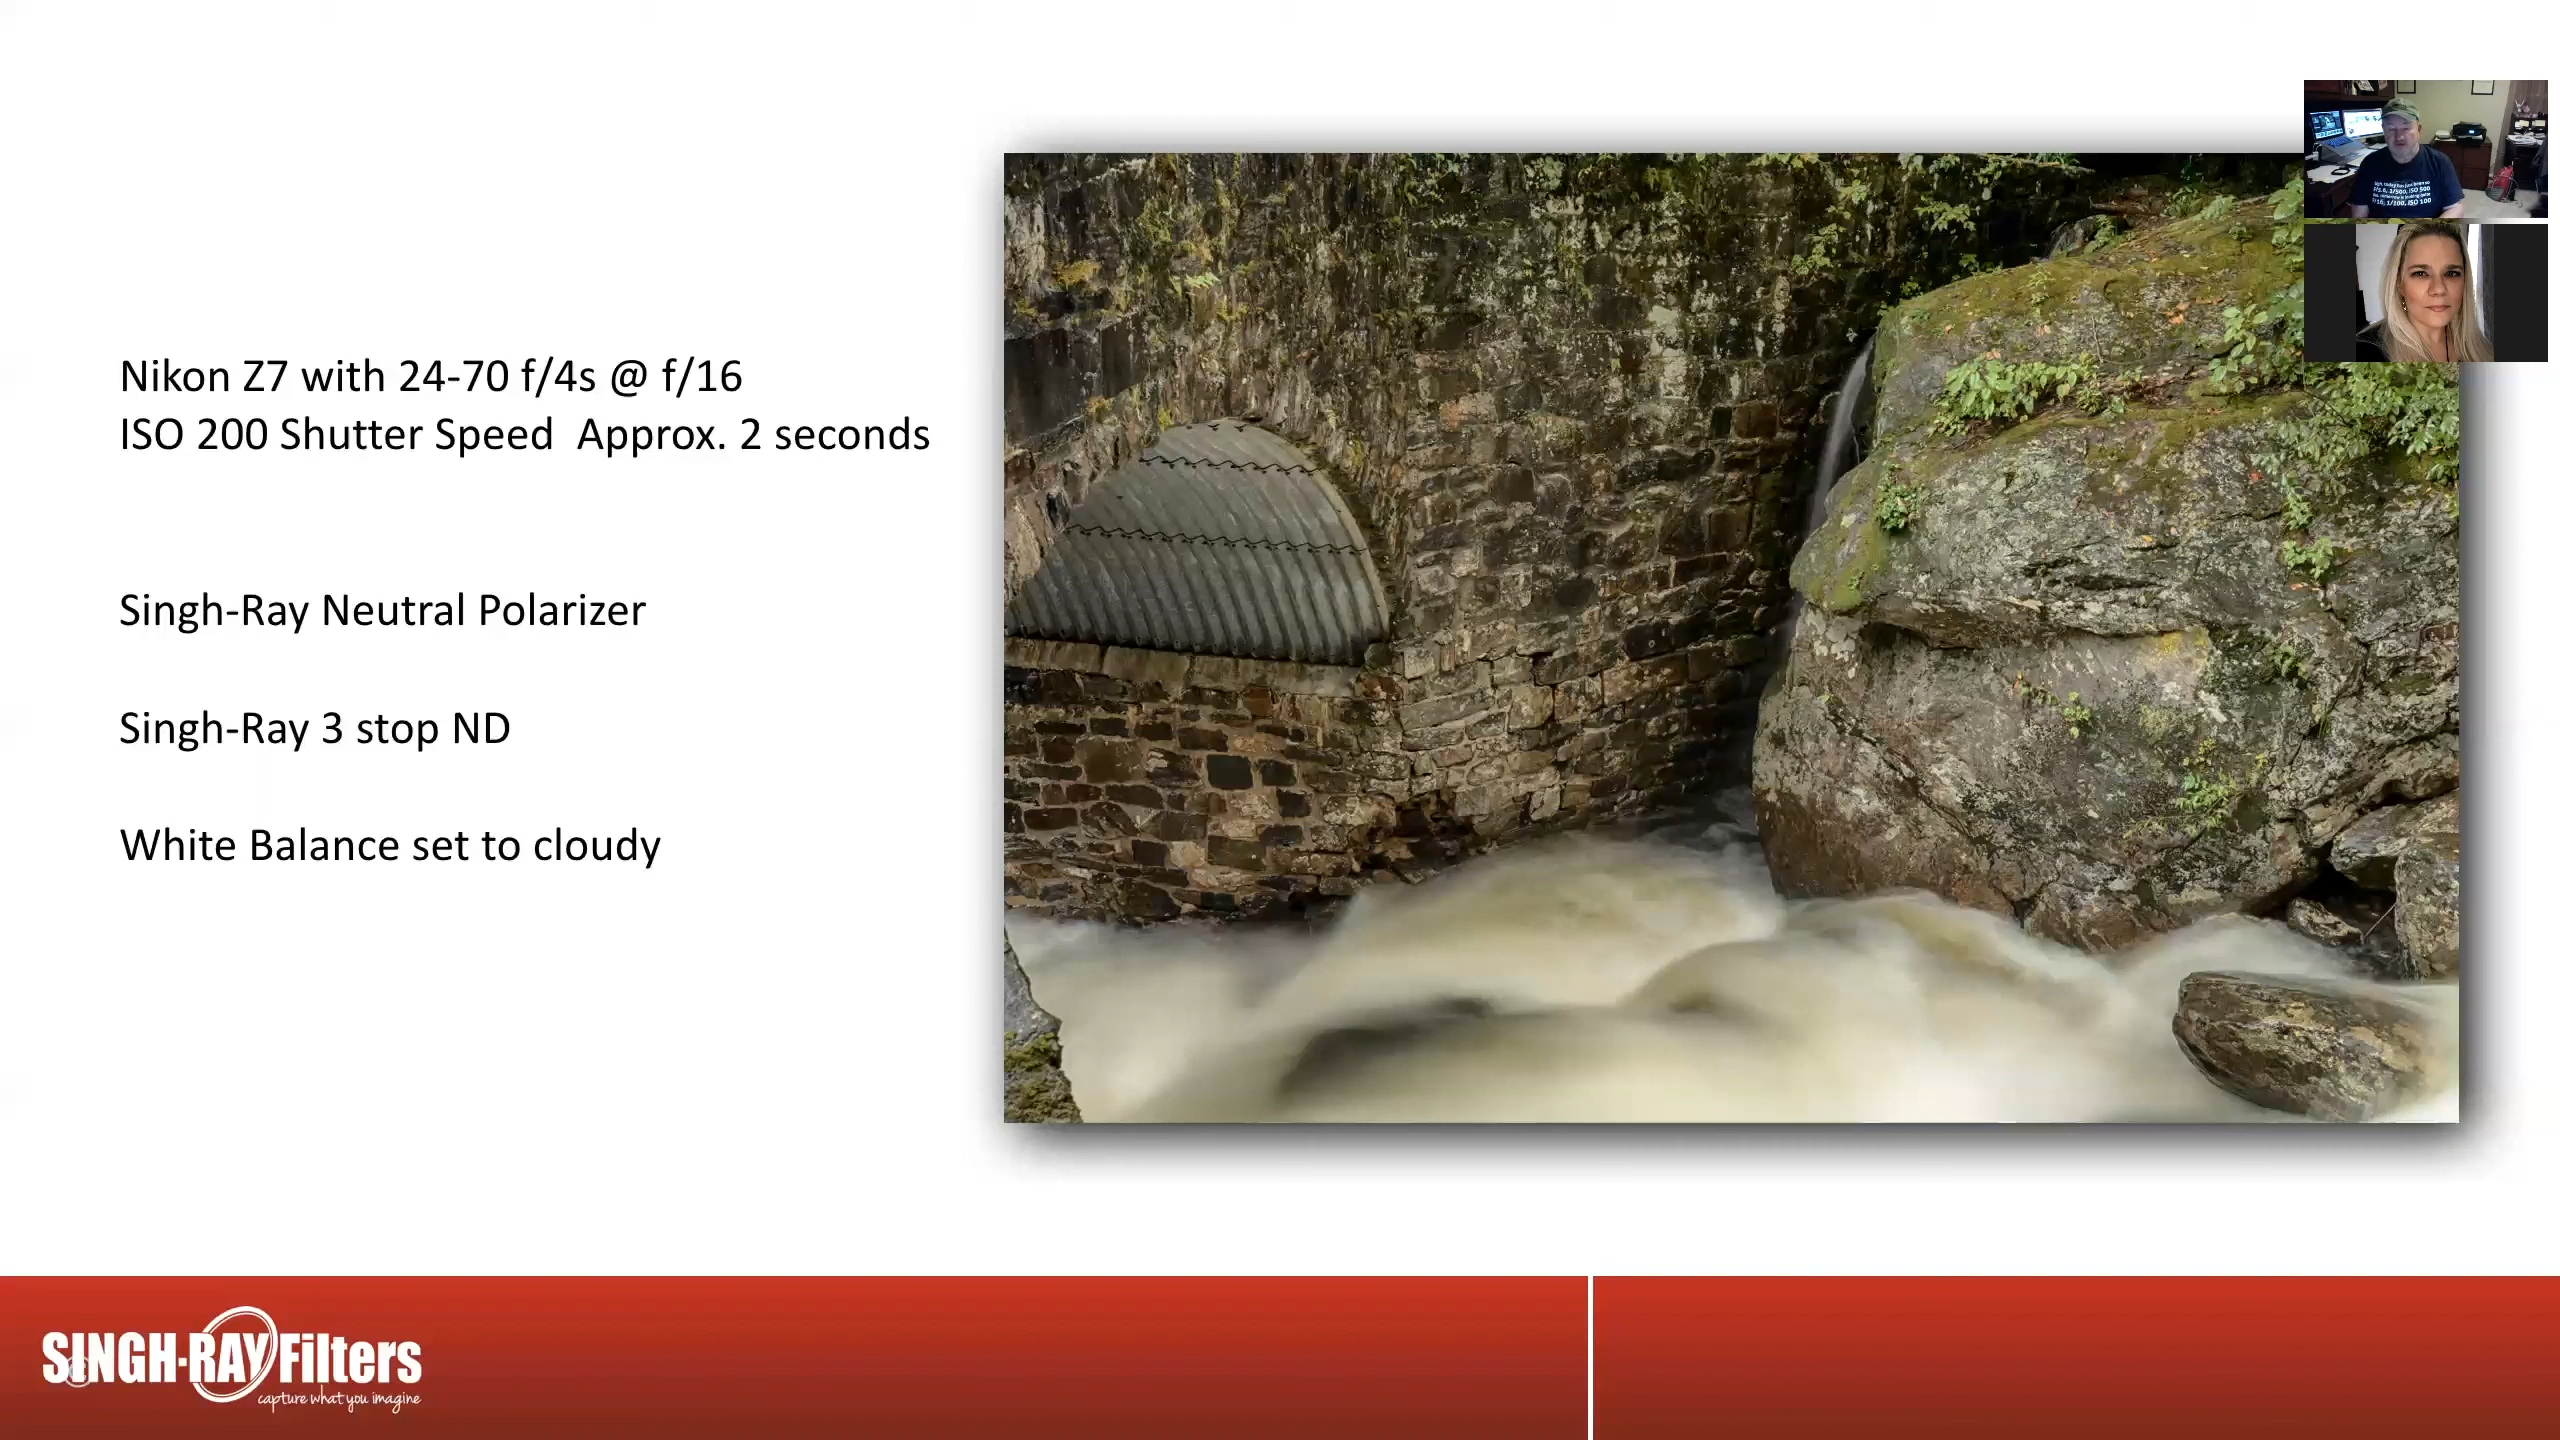 Nikon Z7 with 24-70 f/4s @ f/16
ISO 200 Shutter Speed  Approx. 2 seconds
Singh-Ray Neutral Polarizer
Singh-Ray 3 stop ND
White Balance set to cloudy
SINGH-RAY Filters
capture what you imagine